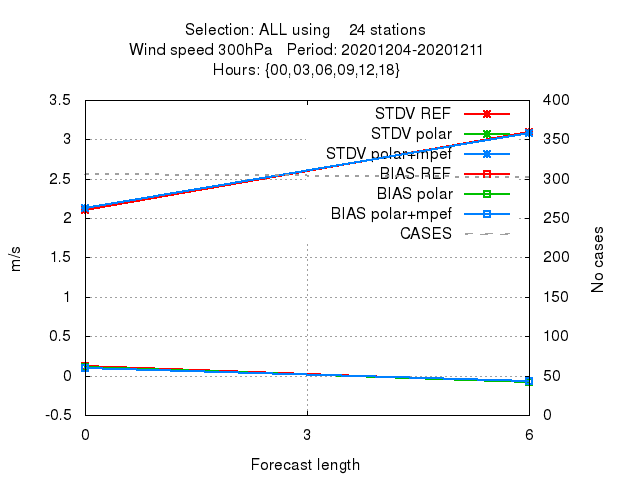 Selection: ALL using 24 stations
Wind speed 300hPa Period: 20201204-20201211
Hours: {00,03,06,09,12,18}
3.5
3
2.5
2
1.5
1
0.5
0
-0.5
m/s
STDV REF
STDV polar
STDV polar+mpef
BIAS REF
BIAS polar
BIAS polar+mpef
CASES
400
350
300
250
200
150
100
50
0
No cases
0 3 6
Forecast length